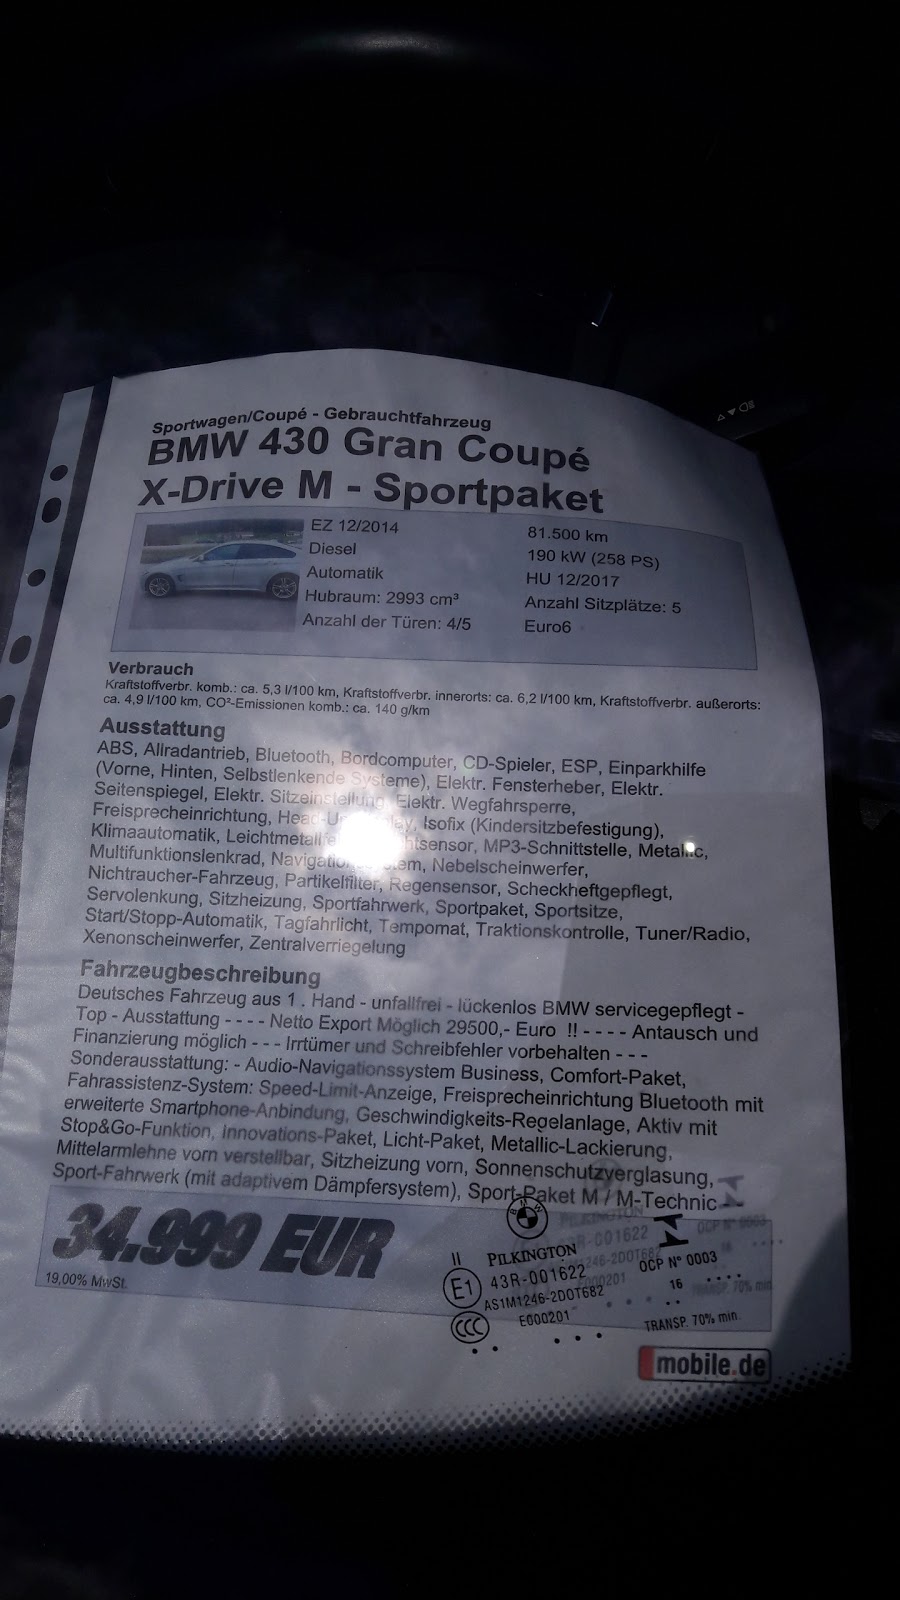 Sportwagen/Coupé - Gebrauchtfahrzeug
BMW 430 Gran Coupé
X-Drive M - Sportpaket
EZ 12/2014
Diesel
Automatik
Hubraum: 2993 cm³
Anzahl der Türen: 4/5
81.500 km
190 kW (258 PS)
HU 12/2017
Anzahl Sitzplätze: 5
Euro6
Verbrauch
Kraftstoffverbr. komb.: ca. 5,3 l/100 km, Kraftstoffverbr. innerorts: ca. 6,2 l/100 km, Kraftstoffverbr. außerorts:
ca. 4,9 l/100 km, CO²-Emissionen komb.: ca. 140 g/km
Ausstattung
ABS, Allradantrieb, Bluetooth, Bordcomputer, CD-Spieler, ESP, Einparkhilfe
(Vorne, Hinten, Selbstlenkende Systeme), Elektr. Fensterheber, Elektr.
Seitenspiegel, Elektr. Sitzeinstellung, Elektr. Wegfahrsperre,
Freisprecheinrichtung, Isofix (Kindersitzbefestigung),
Klimaautomatik, MP3-Schnittstelle, Metallic,
Multifunktionslenkrad, Nebelscheinwerfer,
Nichtraucher-Fahrzeug, Partikelfilter, Regensensor, Scheckheftgepflegt,
Servolenkung, Sitzheizung, Sportfahrwerk, Sportpaket, Sportsitze,
Start/Stopp-Automatik, Tagfahrlicht, Tempomat, Traktionskontrolle, Tuner/Radio,
Xenonscheinwerfer, Zentralverriegelung
Fahrzeugbeschreibung
Deutsches Fahrzeug aus 1 . Hand - unfallfrei - lückenlos BMW servicegepflegt -
Top - Ausstattung - - - - Netto Export Möglich 29500,- Euro !! - - - - Antausch und
Finanzierung möglich - - - Irrtümer und Schreibfehler vorbehalten - - -
Sonderausstattung: - Audio-Navigationssystem Business, Comfort-Paket,
Fahrassistenz-System: Speed-Limit-Anzeige, Freisprecheinrichtung Bluetooth mit
erweiterte Smartphone-Anbindung, Geschwindigkeits-Regelanlage, Aktiv mit
Stop&Go-Funktion, Innovations-Paket, Licht-Paket, Metallic-Lackierung,
Mittelarmlehne vorn verstellbar, Sitzheizung vorn, Sonnenschutzverglasung,
Sport-Fahrwerk (mit adaptivem Dämpfersystem), Sport-Paket M / M-Technic
34.999 EUR
19,00% MwSt.
BMW
II PILKINGTON
E1 43R-001622
AS1M1246-2DOT682
CCC E000201
OCP Nº 0003
16
TRANSP. 70% min.
mobile.de